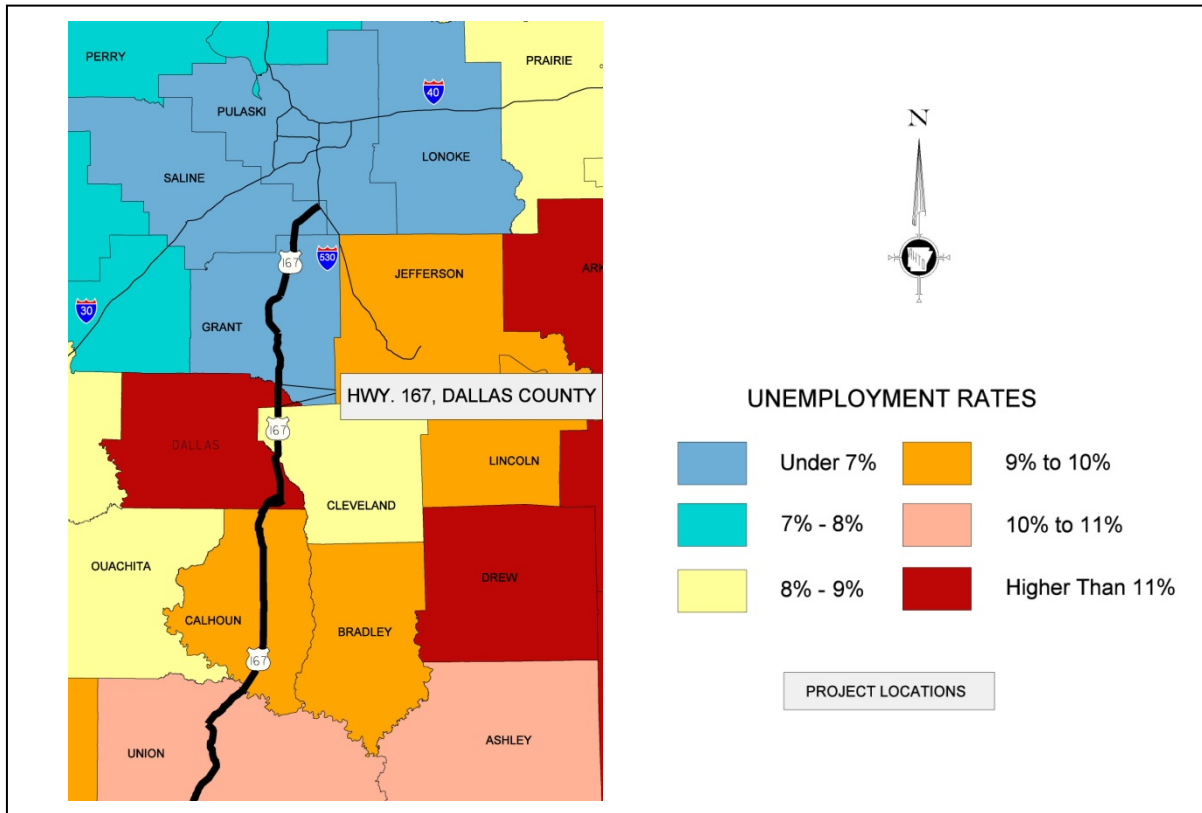 PERRY
PRAIRIE
40
PULASKI
LONOKE
SALINE
167
530
JEFFERSON
ARK
30
GRANT
HWY. 167, DALLAS COUNTY
167
DALLAS
LINCOLN
CLEVELAND
OUACHITA
DREW
CALHOUN
BRADLEY
167
UNION
ASHLEY
N
UNEMPLOYMENT RATES
Under 7%
9% to 10%
7% - 8%
10% to 11%
8% - 9%
Higher Than 11%
PROJECT LOCATIONS